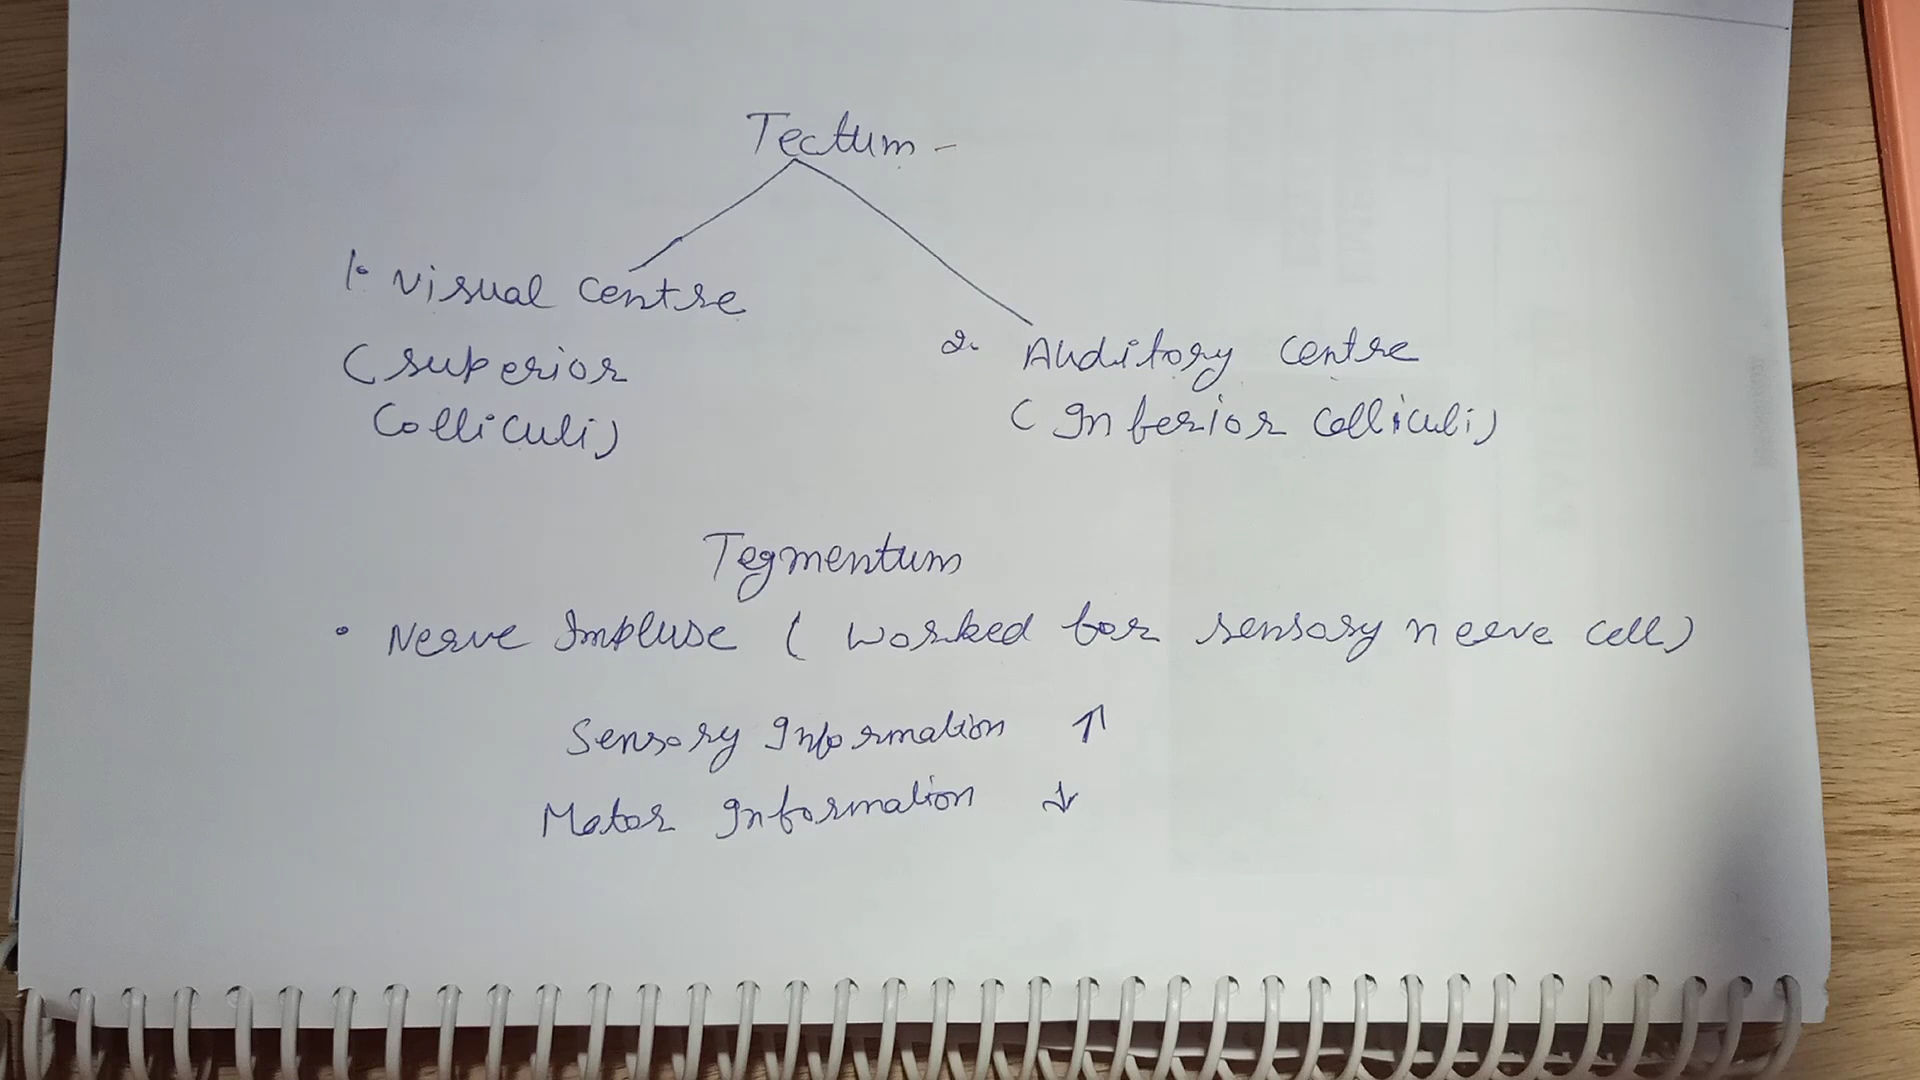 Tectum -
1. Visual Centre
(Superior
Colliculi)
2. Auditory Centre
(Inferior Colliculi)
Tegmentum
• Nerve Impluse ( Worked for sensory nerve cell)
Sensory Information ↑
Motor Information ↓